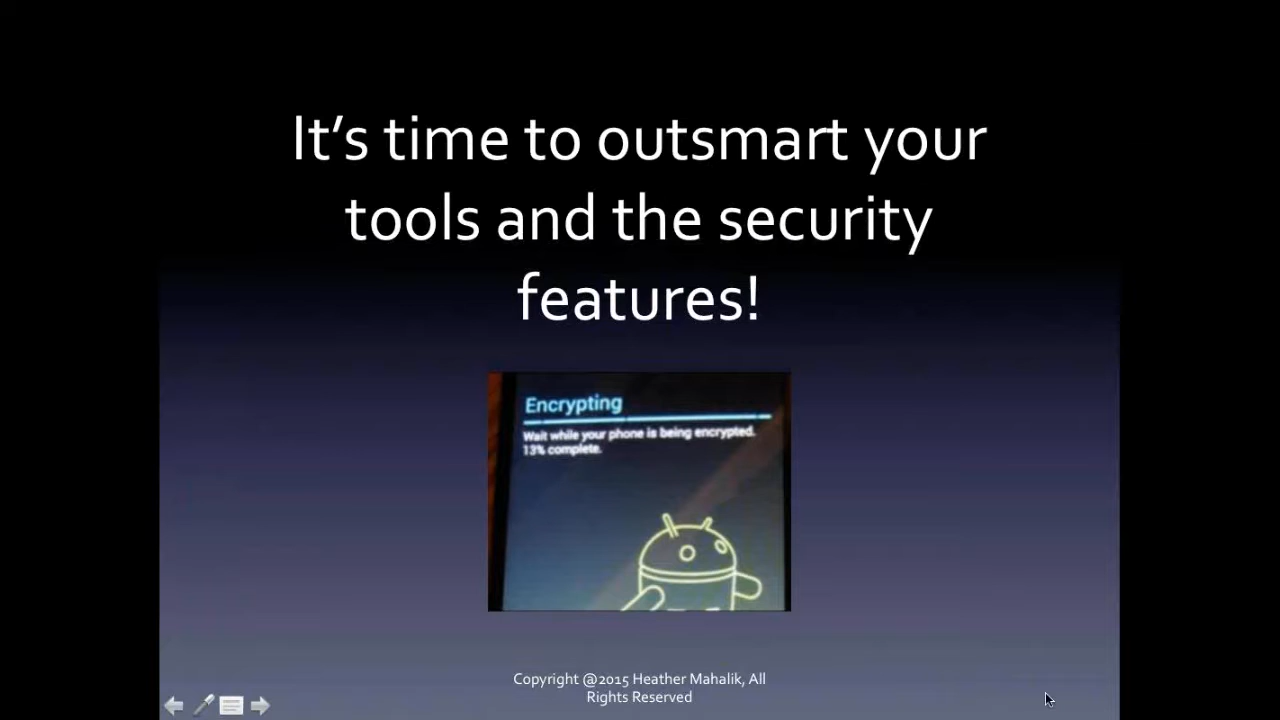 It’s time to outsmart your
tools and the security
features!
Encrypting
Wait while your phone is being encrypted.
13% complete.
Copyright @2015 Heather Mahalik, All
Rights Reserved